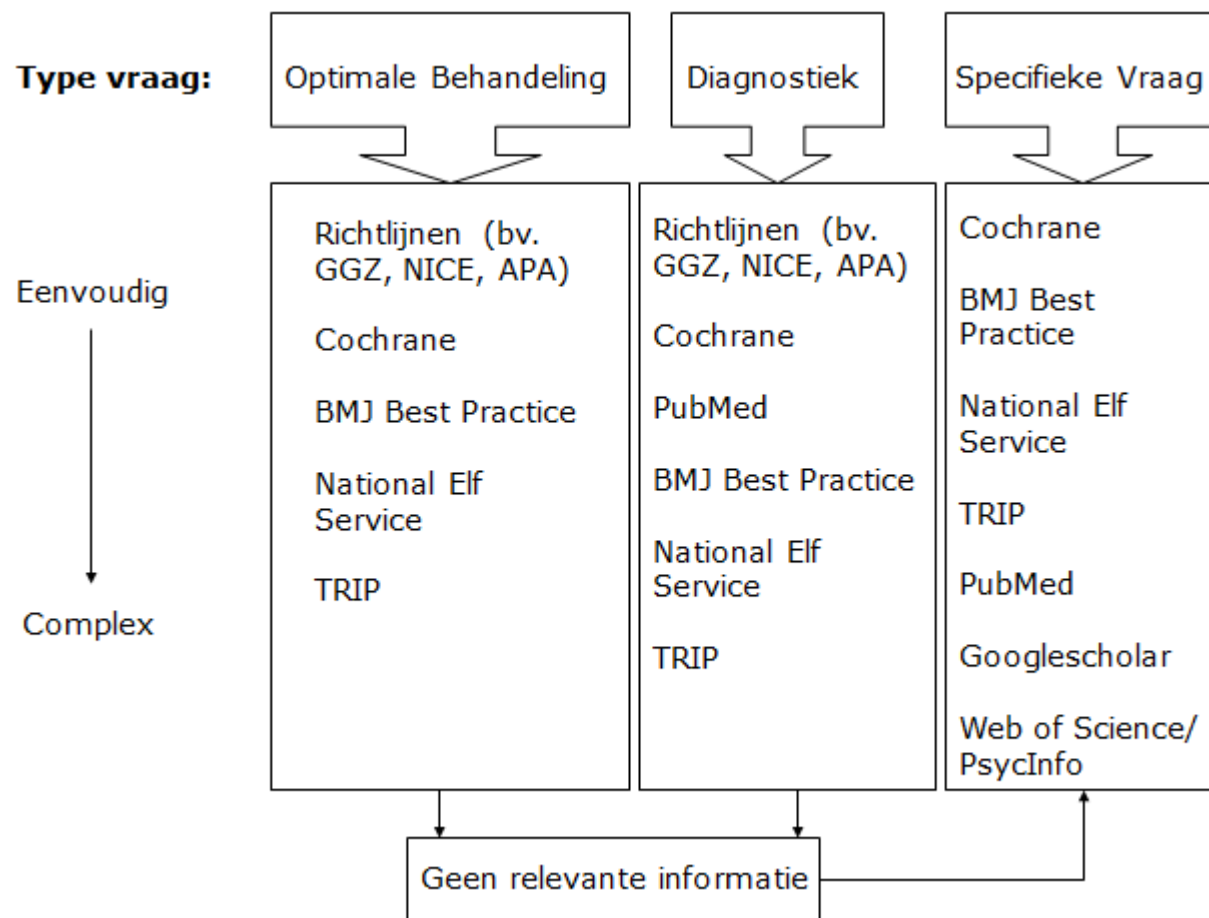 Type vraag:
Optimale Behandeling
Diagnostiek
Specifieke Vraag
Eenvoudig
Complex
Richtlijnen (bv.
GGZ, NICE, APA)
Cochrane
BMJ Best Practice
National Elf
Service
TRIP
Richtlijnen (bv.
GGZ, NICE, APA)
Cochrane
PubMed
BMJ Best Practice
National Elf
Service
TRIP
Cochrane
BMJ Best
Practice
National Elf
Service
TRIP
PubMed
Googlescholar
Web of Science/
PsycInfo
Geen relevante informatie